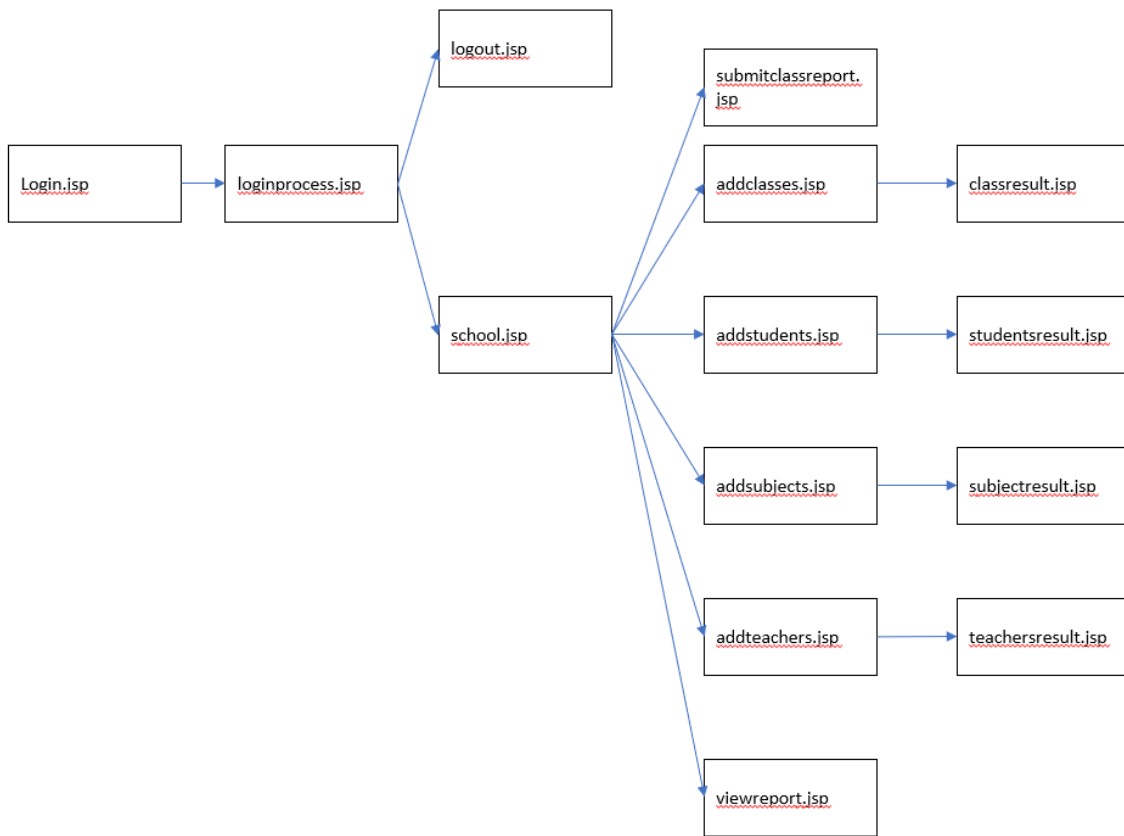 logout.jsp
submitclassreport.
jsp
Login.jsp
loginprocess.jsp
addclasses.jsp
classresult.jsp
school.jsp
addstudents.jsp
studentsresult.jsp
addsubjects.jsp
subjectresult.jsp
addteachers.jsp
teachersresult.jsp
viewreport.jsp